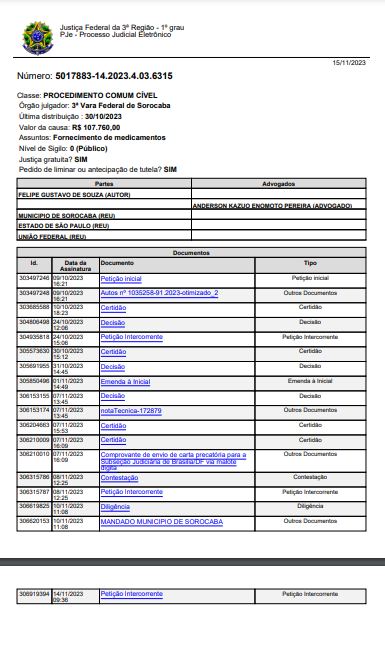 Justiça Federal da 3ª Região - 1º grau
PJe - Processo Judicial Eletrônico
15/11/2023
Número: 5017883-14.2023.4.03.6315
Classe: PROCEDIMENTO COMUM CÍVEL
Órgão julgador: 3ª Vara Federal de Sorocaba
Última distribuição : 30/10/2023
Valor da causa: R$ 107.760,00
Assuntos: Fornecimento de medicamentos
Nível de Sigilo: 0 (Público)
Justiça gratuita? SIM
Pedido de liminar ou antecipação de tutela? SIM
Partes Advogados
FELIPE GUSTAVO DE SOUZA (AUTOR)
ANDERSON KAZUO ENOMOTO PEREIRA (ADVOGADO)
MUNICIPIO DE SOROCABA (REU)
ESTADO DE SÃO PAULO (REU)
UNIÃO FEDERAL (REU)
Documentos
Id. Data da Assinatura Documento Tipo
303497246 09/10/2023 16:21 Petição inicial Petição inicial
303497248 09/10/2023 16:21 Autos nº 1035258-91.2023-otimizado_2 Outros Documentos
303685588 10/10/2023 18:23 Certidão Certidão
304806498 24/10/2023 12:06 Decisão Decisão
304935818 24/10/2023 15:06 Petição Intercorrente Petição Intercorrente
305573630 30/10/2023 15:12 Certidão Certidão
305691955 31/10/2023 14:45 Decisão Decisão
305850496 01/11/2023 14:49 Emenda à Inicial Emenda à Inicial
306153155 07/11/2023 13:45 Decisão Decisão
306153174 07/11/2023 13:45 notaTecnica-172879 Outros Documentos
306204663 07/11/2023 15:53 Certidão Certidão
306210009 07/11/2023 16:09 Certidão Certidão
306210010 07/11/2023 16:09 Comprovante de envio de carta precatória para a Outros Documentos
Subseção Judiciaria de Brasilia/DF via malote
digital
306315786 08/11/2023 12:25 Contestação Contestação
306315787 08/11/2023 12:25 Petição Intercorrente Petição Intercorrente
306619825 10/11/2023 11:08 Diligência Diligência
306620153 10/11/2023 11:08 MANDADO MUNICIPIO DE SOROCABA Outros Documentos
306919394 14/11/2023 09:36 Petição Intercorrente Petição Intercorrente